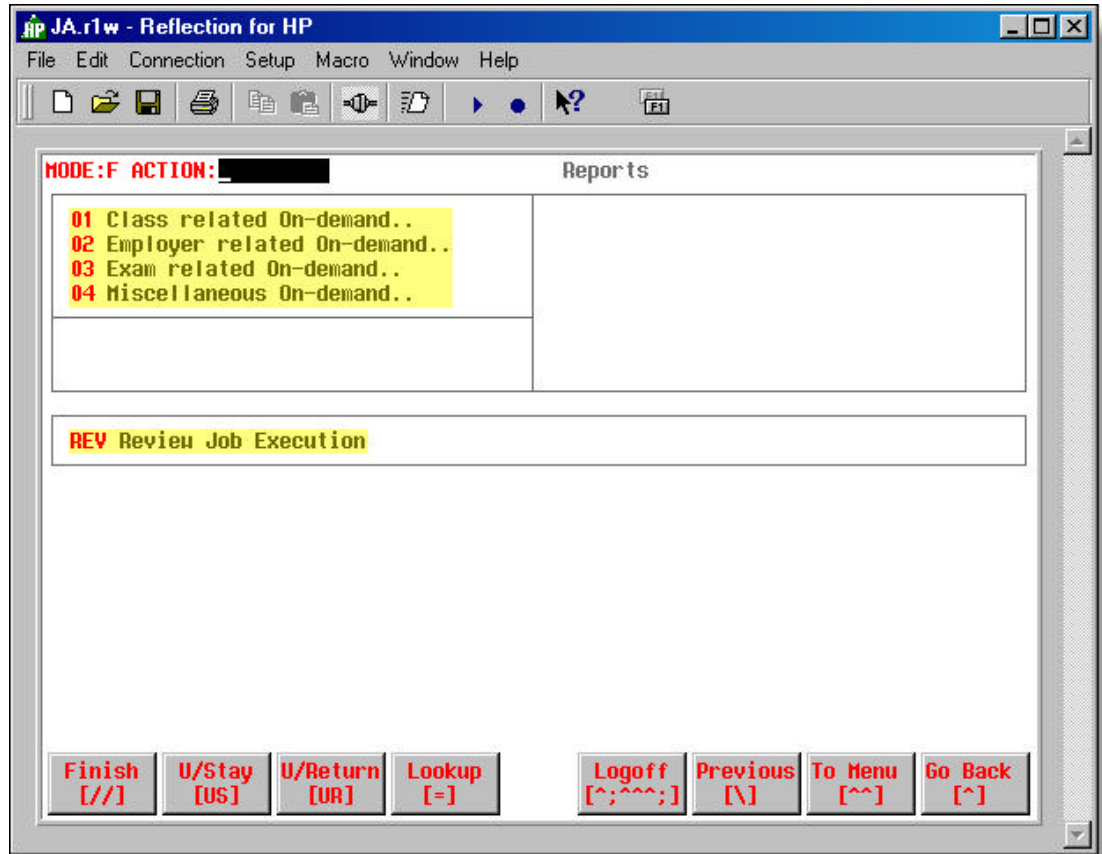 JA.r1w - Reflection for HP
File Edit Connection Setup Macro Window Help
MODE:F ACTION:_ Reports
01 Class related On-demand..
02 Employer related On-demand..
03 Exam related On-demand..
04 Miscellaneous On-demand..
REV Review Job Execution
Finish U/Stay U/Return Lookup Logoff Previous To Menu Go Back
[//] [US] [UR] [=] [^;^^^;] [\] [^^] [^]